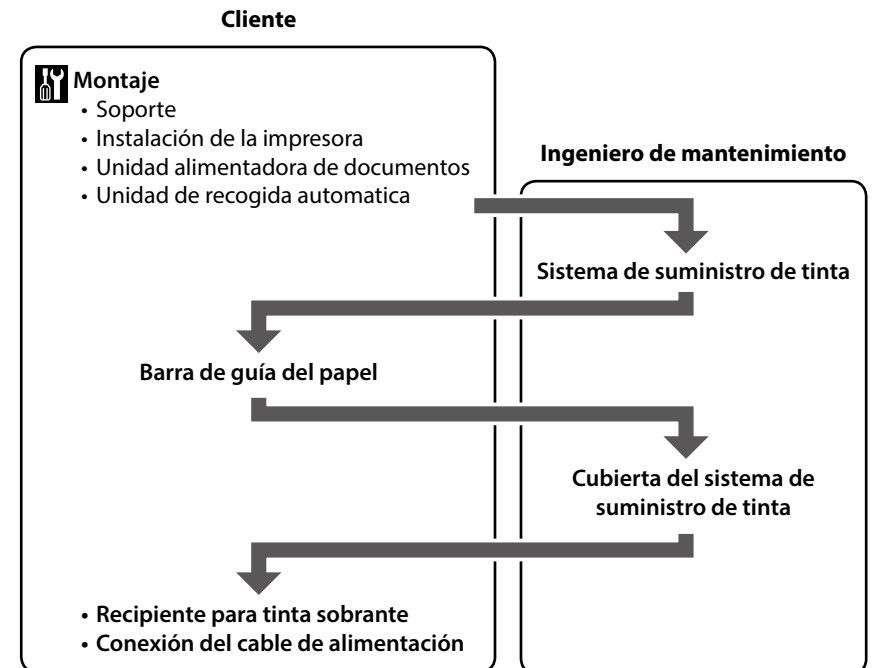 Cliente
Montaje
• Soporte
• Instalación de la impresora
• Unidad alimentadora de documentos
• Unidad de recogida automatica
Ingeniero de mantenimiento
Sistema de suministro de tinta
Barra de guía del papel
Cubierta del sistema de
suministro de tinta
• Recipiente para tinta sobrante
• Conexión del cable de alimentación